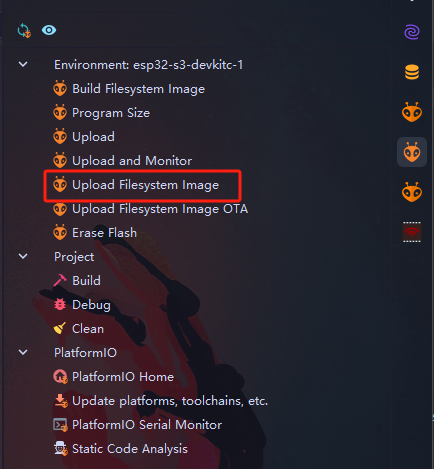 Environment: esp32-s3-devkitc-1
Build Filesystem Image
Program Size
Upload
Upload and Monitor
Upload Filesystem Image
Upload Filesystem Image OTA
Erase Flash
Project
Build
Debug
Clean
PlatformIO
PlatformIO Home
Update platforms, toolchains, etc.
PlatformIO Serial Monitor
Static Code Analysis